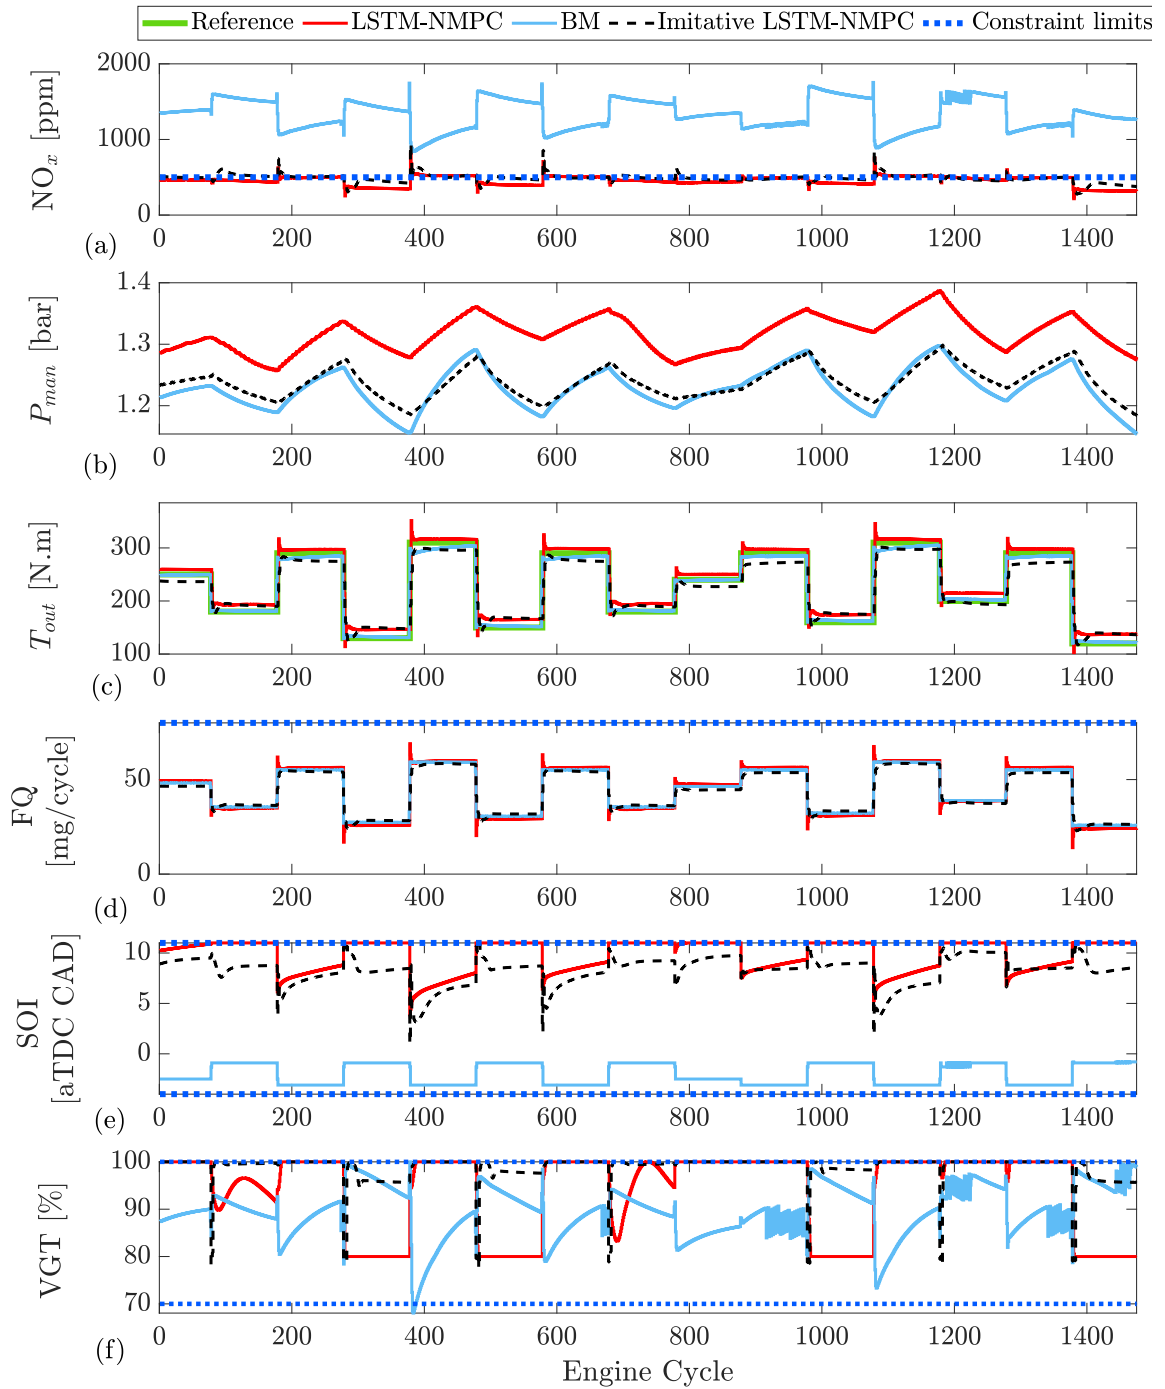 Reference LSTM-NMPC BM Imitative LSTM-NMPC Constraint limits
2000
1000
0
NOx [ppm]
0 200 400 600 800 1000 1200 1400
(a)
1.4
1.3
1.2
Pman [bar]
0 200 400 600 800 1000 1200 1400
(b)
300
200
100
Tout [N.m]
0 200 400 600 800 1000 1200 1400
(c)
50
0
FQ
[mg/cycle]
0 200 400 600 800 1000 1200 1400
(d)
10
5
0
SOI
[aTDC CAD]
0 200 400 600 800 1000 1200 1400
(e)
100
90
80
70
VGT [%]
0 200 400 600 800 1000 1200 1400
(f)
Engine Cycle